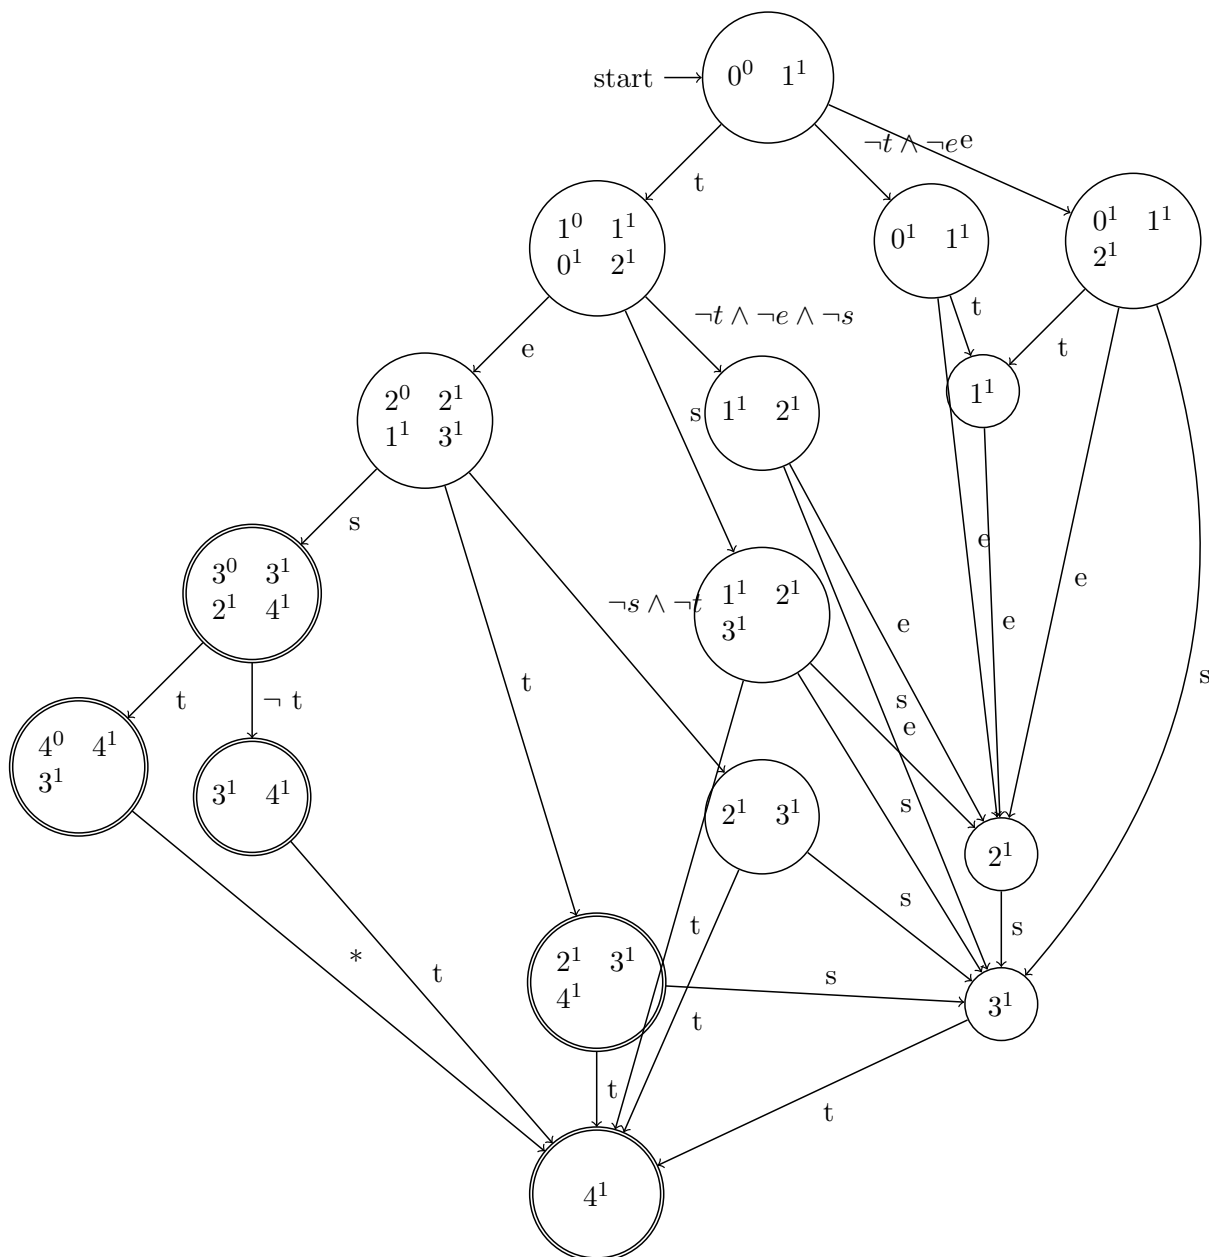 start
0⁰ 1¹
¬t ∧ ¬e
e
t
1⁰ 1¹
0¹ 2¹
0¹ 1¹
0¹ 1¹
2¹
t
¬t ∧ ¬e ∧ ¬s
e
t
2⁰ 2¹
1¹ 3¹
s
1¹ 2¹
1¹
s
e
3⁰ 3¹
2¹ 4¹
¬s ∧ ¬t
1¹ 2¹
3¹
e
e
e
t
¬ t
t
s
e
s
4⁰ 4¹
3¹
3¹ 4¹
2¹ 3¹
s
2¹
*
t
2¹ 3¹
4¹
t
s
s
s
t
3¹
t
t
4¹